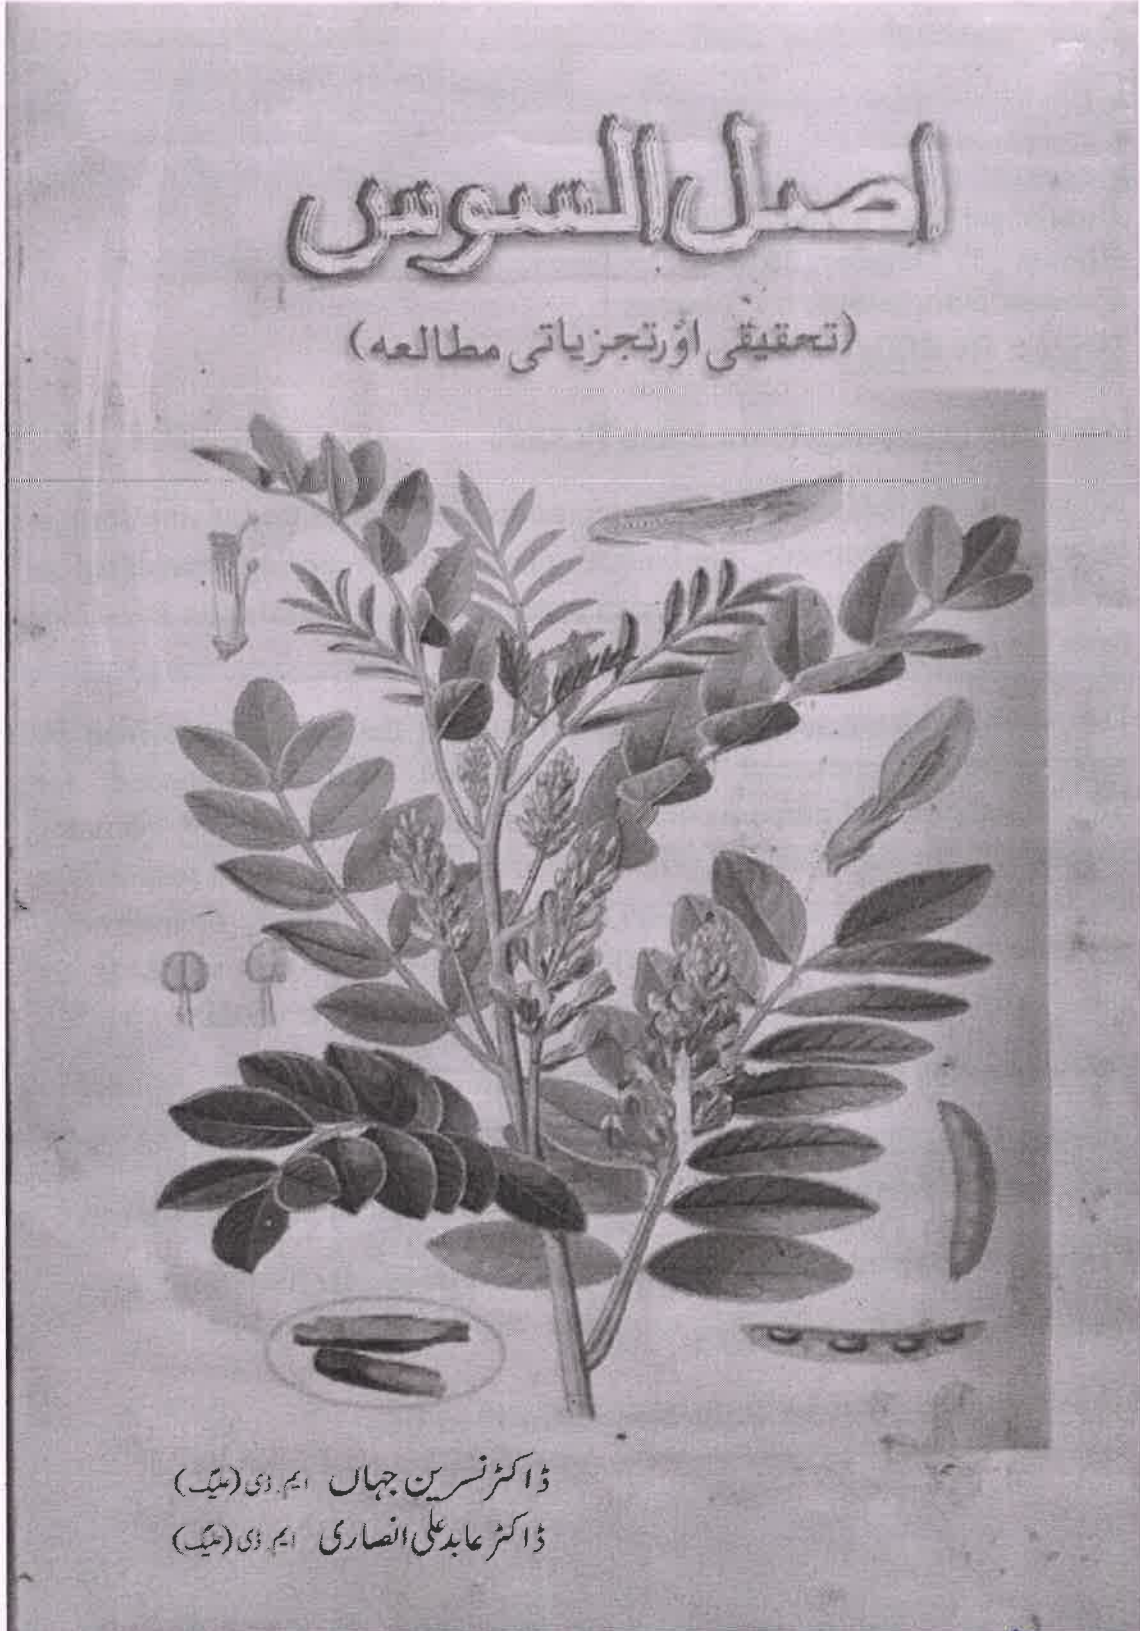 اصل السوس
(تحقیقی اور تجزیاتی مطالعہ)
ڈاکٹر نسرین جہاں ایم.ڈی (علیگ)
ڈاکٹر عابد علی انصاری ایم.ڈی (علیگ)